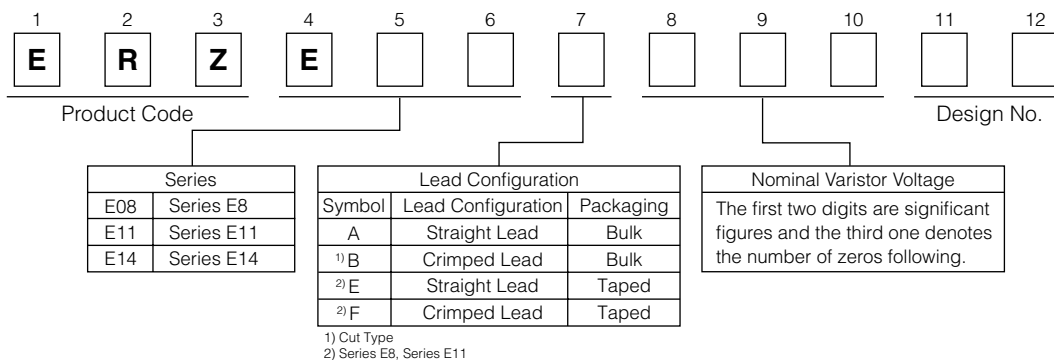 1 2 3 4 5 6 7 8 9 10 11 12
E R Z E
Product Code
Design No.
Series
E08 Series E8
E11 Series E11
E14 Series E14
Lead Configuration
Symbol Lead Configuration Packaging
A Straight Lead Bulk
1) B Crimped Lead Bulk
2) E Straight Lead Taped
2) F Crimped Lead Taped
1) Cut Type
2) Series E8, Series E11
Nominal Varistor Voltage
The first two digits are significant
figures and the third one denotes
the number of zeros following.